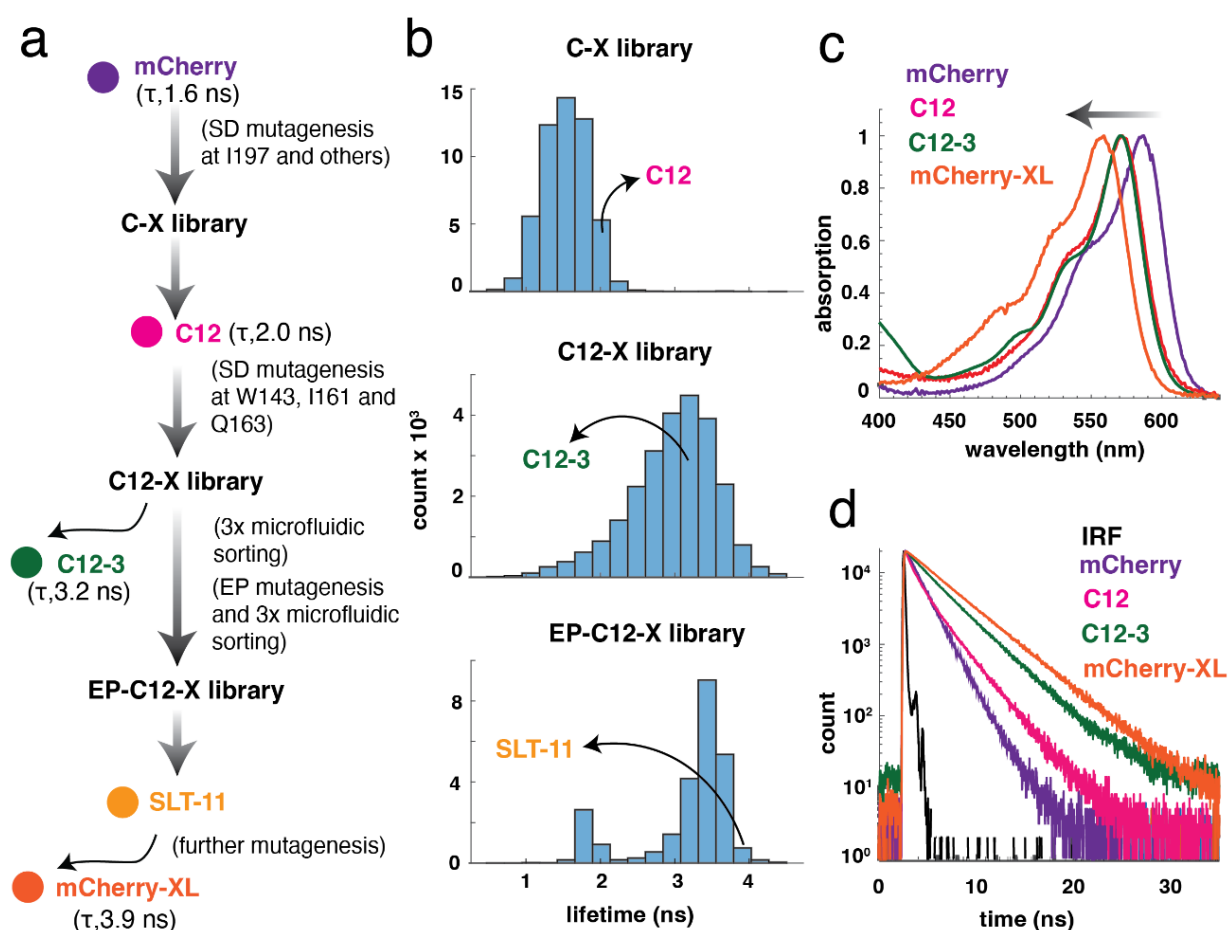 a
mCherry
(τ,1.6 ns)
(SD mutagenesis
at I197 and others)
C-X library
C12 (τ,2.0 ns)
(SD mutagenesis
at W143, I161 and
Q163)
C12-X library
C12-3
(τ,3.2 ns)
(3x microfluidic
sorting)
(EP mutagenesis
and 3x microfluidic
sorting)
EP-C12-X library
SLT-11
(further mutagenesis)
mCherry-XL
(τ,3.9 ns)
b
C-X library
15
10
5
0
C12
C12-X library
4
2
0
C12-3
count x 10³
EP-C12-X library
8
4
0
SLT-11
1 2 3 4
lifetime (ns)
c
mCherry
C12
C12-3
mCherry-XL
1
0.8
0.6
0.4
0.2
0
absorption
400 450 500 550 600
wavelength (nm)
d
IRF
mCherry
C12
C12-3
mCherry-XL
10⁴
10³
10²
10¹
10⁰
count
0 10 20 30
time (ns)